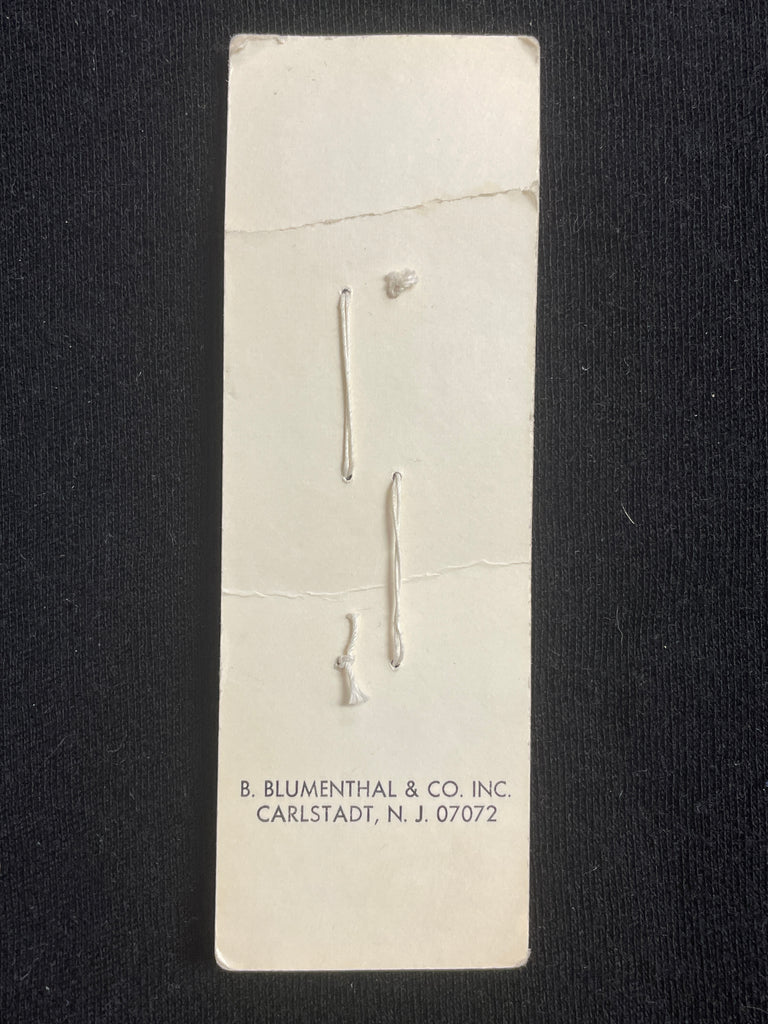 B. BLUMENTHAL & CO. INC.
CARLSTADT, N. J. 07072